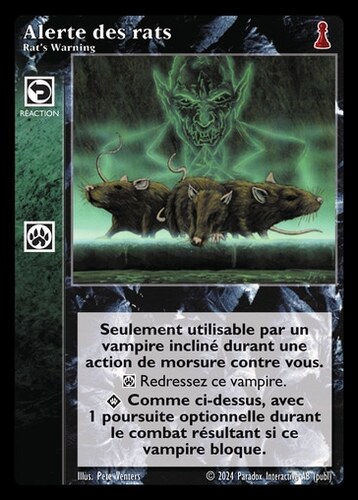 Alerte des rats
Rat's Warning
RÉACTION
Seulement utilisable par un
vampire incliné durant une
action de morsure contre vous.
Redressez ce vampire.
Comme ci-dessus, avec
1 poursuite optionnelle durant
le combat résultant si ce
vampire bloque.
Illus. Pete Venters
© 2024 Paradox Interactive AB (publ)